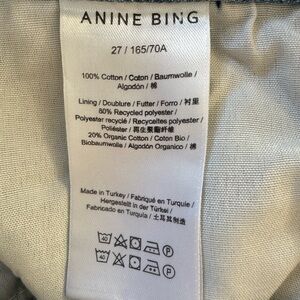 ANINE BING
27 / 165/70A
100% Cotton / Coton / Baumwolle /
Algodón / 棉
Lining / Doublure / Futter / Forro / 衬里
80% Recycled polyester /
Polyester recyclé / Recyceltes polyester /
Poliéster / 再生聚酯纤维
20% Organic Cotton / Coton Bio /
Biobaumwolle / Algodón Organico / 棉
Made in Turkey / Fabriqué en Turquie /
Hergestellt in der Türkei /
Fabricado en Turquía / 土耳其制